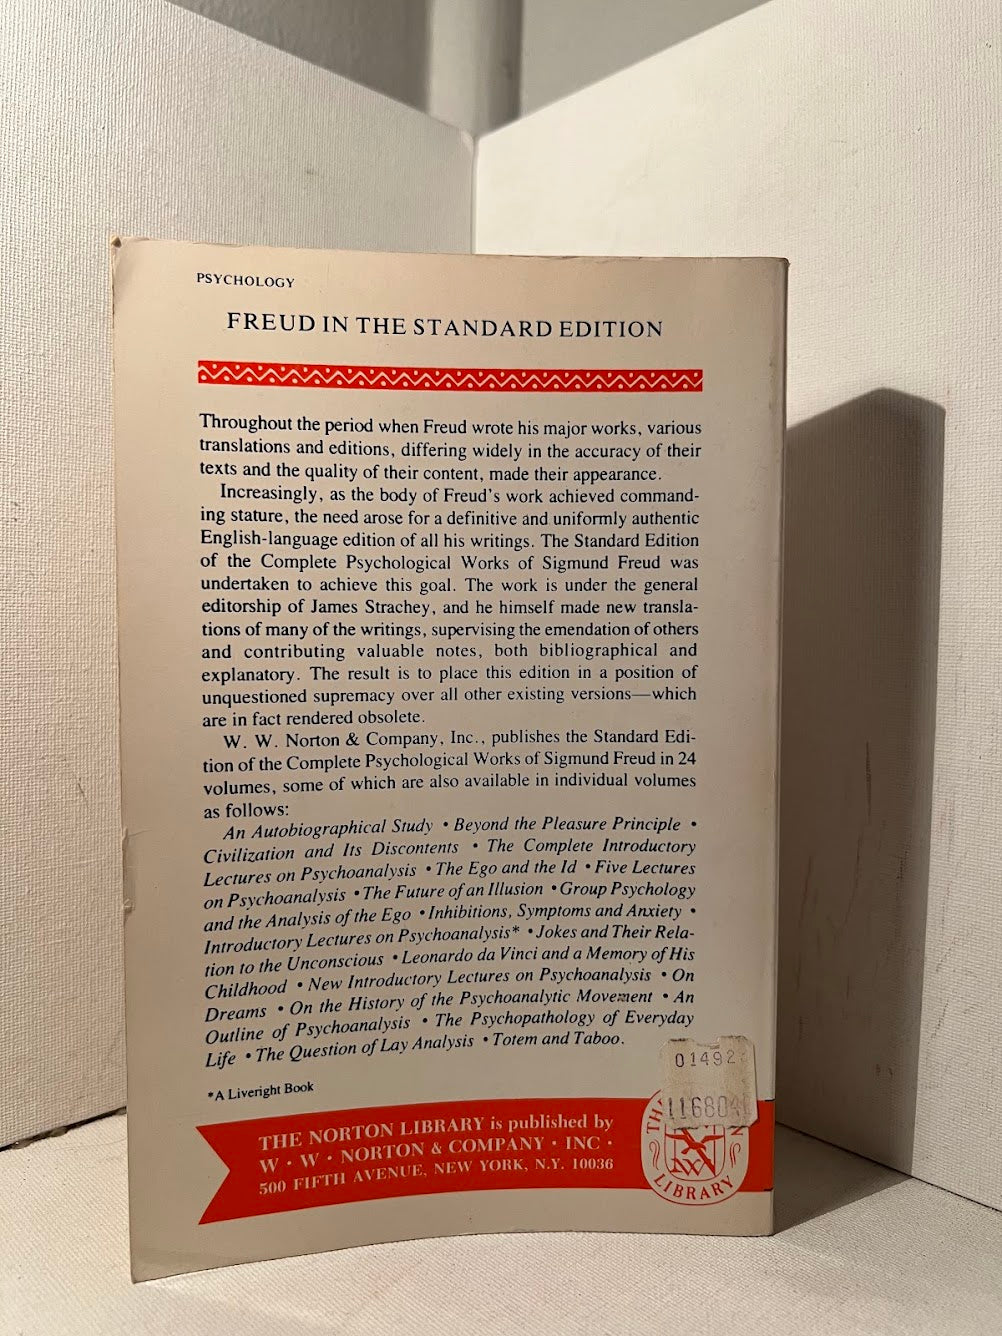 PSYCHOLOGY
FREUD IN THE STANDARD EDITION
Throughout the period when Freud wrote his major works, various
translations and editions, differing widely in the accuracy of their
texts and the quality of their content, made their appearance.
Increasingly, as the body of Freud's work achieved command-
ing stature, the need arose for a definitive and uniformly authentic
English-language edition of all his writings. The Standard Edition
of the Complete Psychological Works of Sigmund Freud was
undertaken to achieve this goal. The work is under the general
editorship of James Strachey, and he himself made new transla-
tions of many of the writings, supervising the emendation of others
and contributing valuable notes, both bibliographical and
explanatory. The result is to place this edition in a position of
unquestioned supremacy over all other existing versions—which
are in fact rendered obsolete.
W. W. Norton & Company, Inc., publishes the Standard Edi-
tion of the Complete Psychological Works of Sigmund Freud in 24
volumes, some of which are also available in individual volumes
as follows:
An Autobiographical Study • Beyond the Pleasure Principle •
Civilization and Its Discontents • The Complete Introductory
Lectures on Psychoanalysis • The Ego and the Id • Five Lectures
on Psychoanalysis • The Future of an Illusion • Group Psychology
and the Analysis of the Ego • Inhibitions, Symptoms and Anxiety •
Introductory Lectures on Psychoanalysis* • Jokes and Their Rela-
tion to the Unconscious • Leonardo da Vinci and a Memory of His
Childhood • New Introductory Lectures on Psychoanalysis • On
Dreams • On the History of the Psychoanalytic Movement • An
Outline of Psychoanalysis • The Psychopathology of Everyday
Life • The Question of Lay Analysis • Totem and Taboo.
*A Liveright Book
THE NORTON LIBRARY is published by
W • W • NORTON & COMPANY • INC •
500 FIFTH AVENUE, NEW YORK, N.Y. 10036
LIBRARY